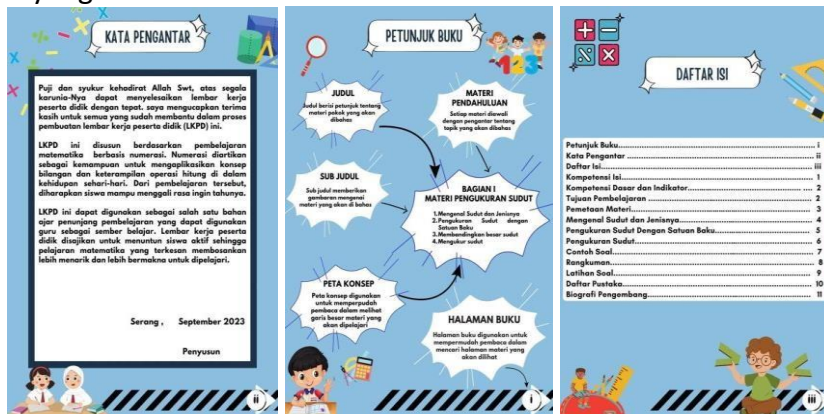 KATA PENGANTAR
Puji dan syukur kehadirat Allah Swt, atas segala
karunia-Nya dapat menyelesaikan lembar kerja
peserta didik dengan tepat. saya mengucapkan terima
kasih untuk semua yang sudah membantu dalam proses
pembuatan lembar kerja peserta didik (LKPD) ini.
LKPD ini disusun berdasarkan pembelajaran
matematika berbasis numerasi. Numerasi diartikan
sebagai kemampuan untuk mengaplikasikan konsep
bilangan dan keterampilan operasi hitung di dalam
kehidupan sehari-hari. Dari pembelajaran tersebut,
diharapkan siswa mampu menggali rasa ingin tahunya.
LKPD ini dapat digunakan sebagai salah satu bahan
ajar penunjang pembelajaran yang dapat digunakan
guru sebagai sember belajar. Lembar kerja peserta
didik disajikan untuk menuntun siswa aktif sehingga
pelajaran matematika yang terkesan membosankan
lebih menarik dan lebih bermakna untuk dipelajari.
Serang , September 2023
Penyusun
ii
PETUNJUK BUKU
123
JUDUL
Judul berisi petunjuk tentang
materi pokok yang akan
dibahas
MATERI
PENDAHULUAN
Setiap materi diawali
dengan pengantar tentang
topik yang akan dibahas
SUB JUDUL
Sub judul memberikan
gambaran mengenai
materi yang akan di bahas
BAGIAN I
MATERI PENGUKURAN SUDUT
1.Mengenal Sudut dan Jenisnya
2.Pengukuran Sudut dengan
Satuan Baku
3.Membandingkan besar sudut
4.Mengukur sudut
PETA KONSEP
Peta konsep digunakan
untuk memperpudah
pembaca dalam melihat
garis besar materi yang
akan dipelajari
HALAMAN BUKU
Halaman buku digunakan untuk
mempermudah pembaca dalam
mencari halaman materi yang
akan dilihat
i
DAFTAR ISI
Petunjuk Buku........ i
Kata Pengantar........ ii
Daftar Isi........ iii
Kompetensi Isi........ 1
Kompetensi Dasar dan Indikator........ 2
Tujuan Pembelajaran........ 2
Pemetaan Materi........ 3
Mengenal Sudut dan Jenisnya........ 4
Pengukuran Sudut Dengan Satuan Baku........ 5
Pengukuran Sudut........ 6
Contoh Soal........ 7
Rangkuman........ 8
Latihan Soal........ 9
Daftar Pustaka........ 10
Biografi Pengembang........ 11
iii